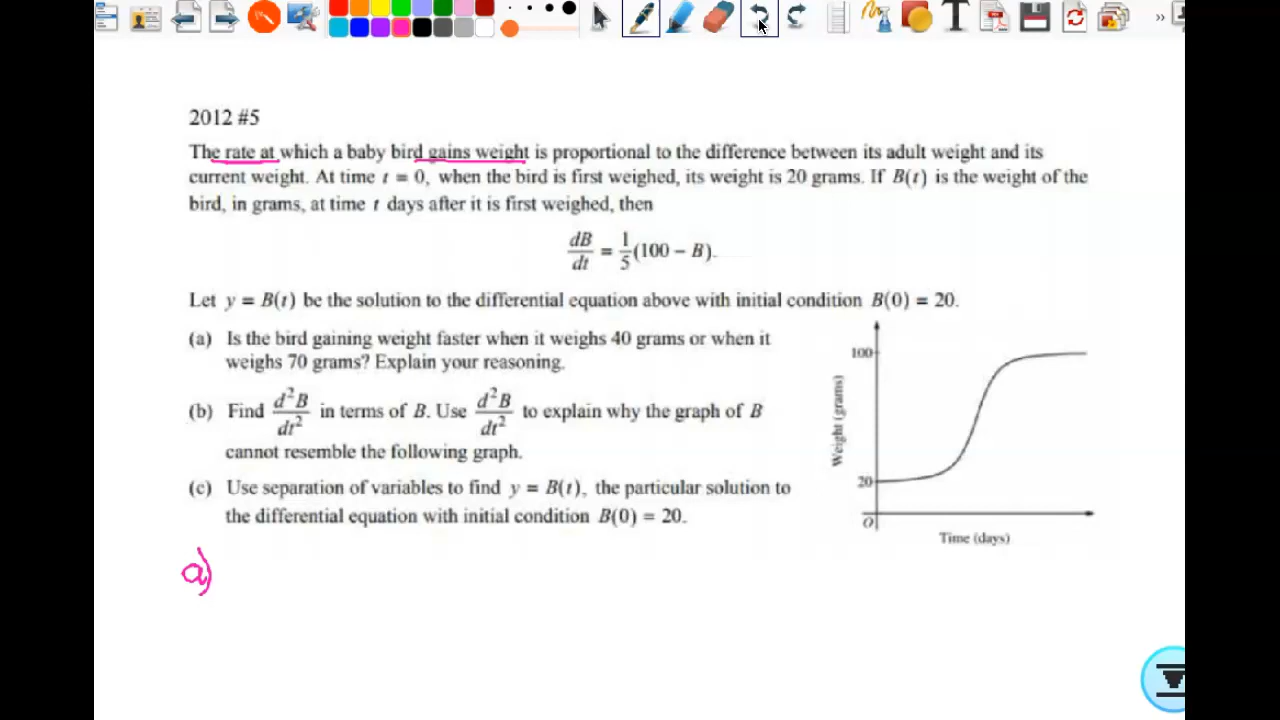 2012 #5
The rate at which a baby bird gains weight is proportional to the difference between its adult weight and its
current weight. At time t = 0, when the bird is first weighed, its weight is 20 grams. If B(t) is the weight of the
bird, in grams, at time t days after it is first weighed, then
dB/dt = 1/5(100 − B).
Let y = B(t) be the solution to the differential equation above with initial condition B(0) = 20.
(a) Is the bird gaining weight faster when it weighs 40 grams or when it
weighs 70 grams? Explain your reasoning.
(b) Find d²B/dt² in terms of B. Use d²B/dt² to explain why the graph of B
cannot resemble the following graph.
(c) Use separation of variables to find y = B(t), the particular solution to
the differential equation with initial condition B(0) = 20.
100
Weight (grams)
20
O
Time (days)
a)
T